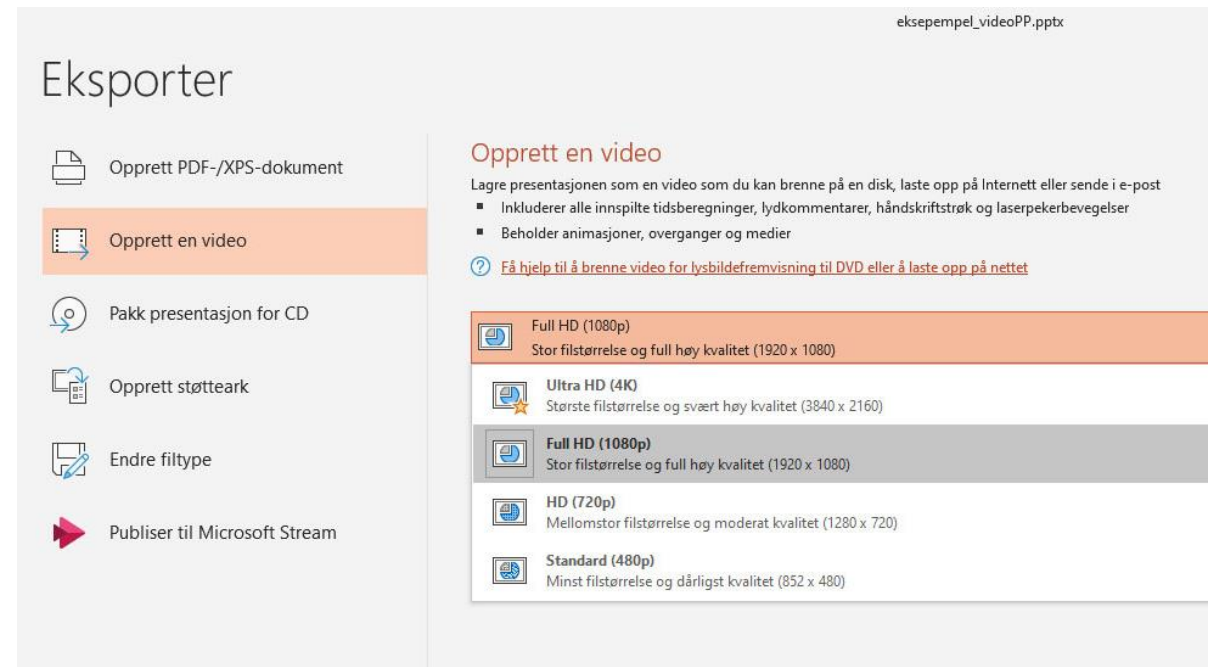 eksepempel_videoPP.pptx
Eksporter
Opprett PDF-/XPS-dokument
Opprett en video
Pakk presentasjon for CD
Opprett støtteark
Endre filtype
Publiser til Microsoft Stream
Opprett en video
Lagre presentasjonen som en video som du kan brenne på en disk, laste opp på Internett eller sende i e-post
▪ Inkluderer alle innspilte tidsberegninger, lydkommentarer, håndskriftstrøk og laserpekerbevegelser
▪ Beholder animasjoner, overganger og medier
Få hjelp til å brenne video for lysbildefremvisning til DVD eller å laste opp på nettet
Full HD (1080p)
Stor filstørrelse og full høy kvalitet (1920 x 1080)
Ultra HD (4K)
Største filstørrelse og svært høy kvalitet (3840 x 2160)
Full HD (1080p)
Stor filstørrelse og full høy kvalitet (1920 x 1080)
HD (720p)
Mellomstor filstørrelse og moderat kvalitet (1280 x 720)
Standard (480p)
Minst filstørrelse og dårligst kvalitet (852 x 480)